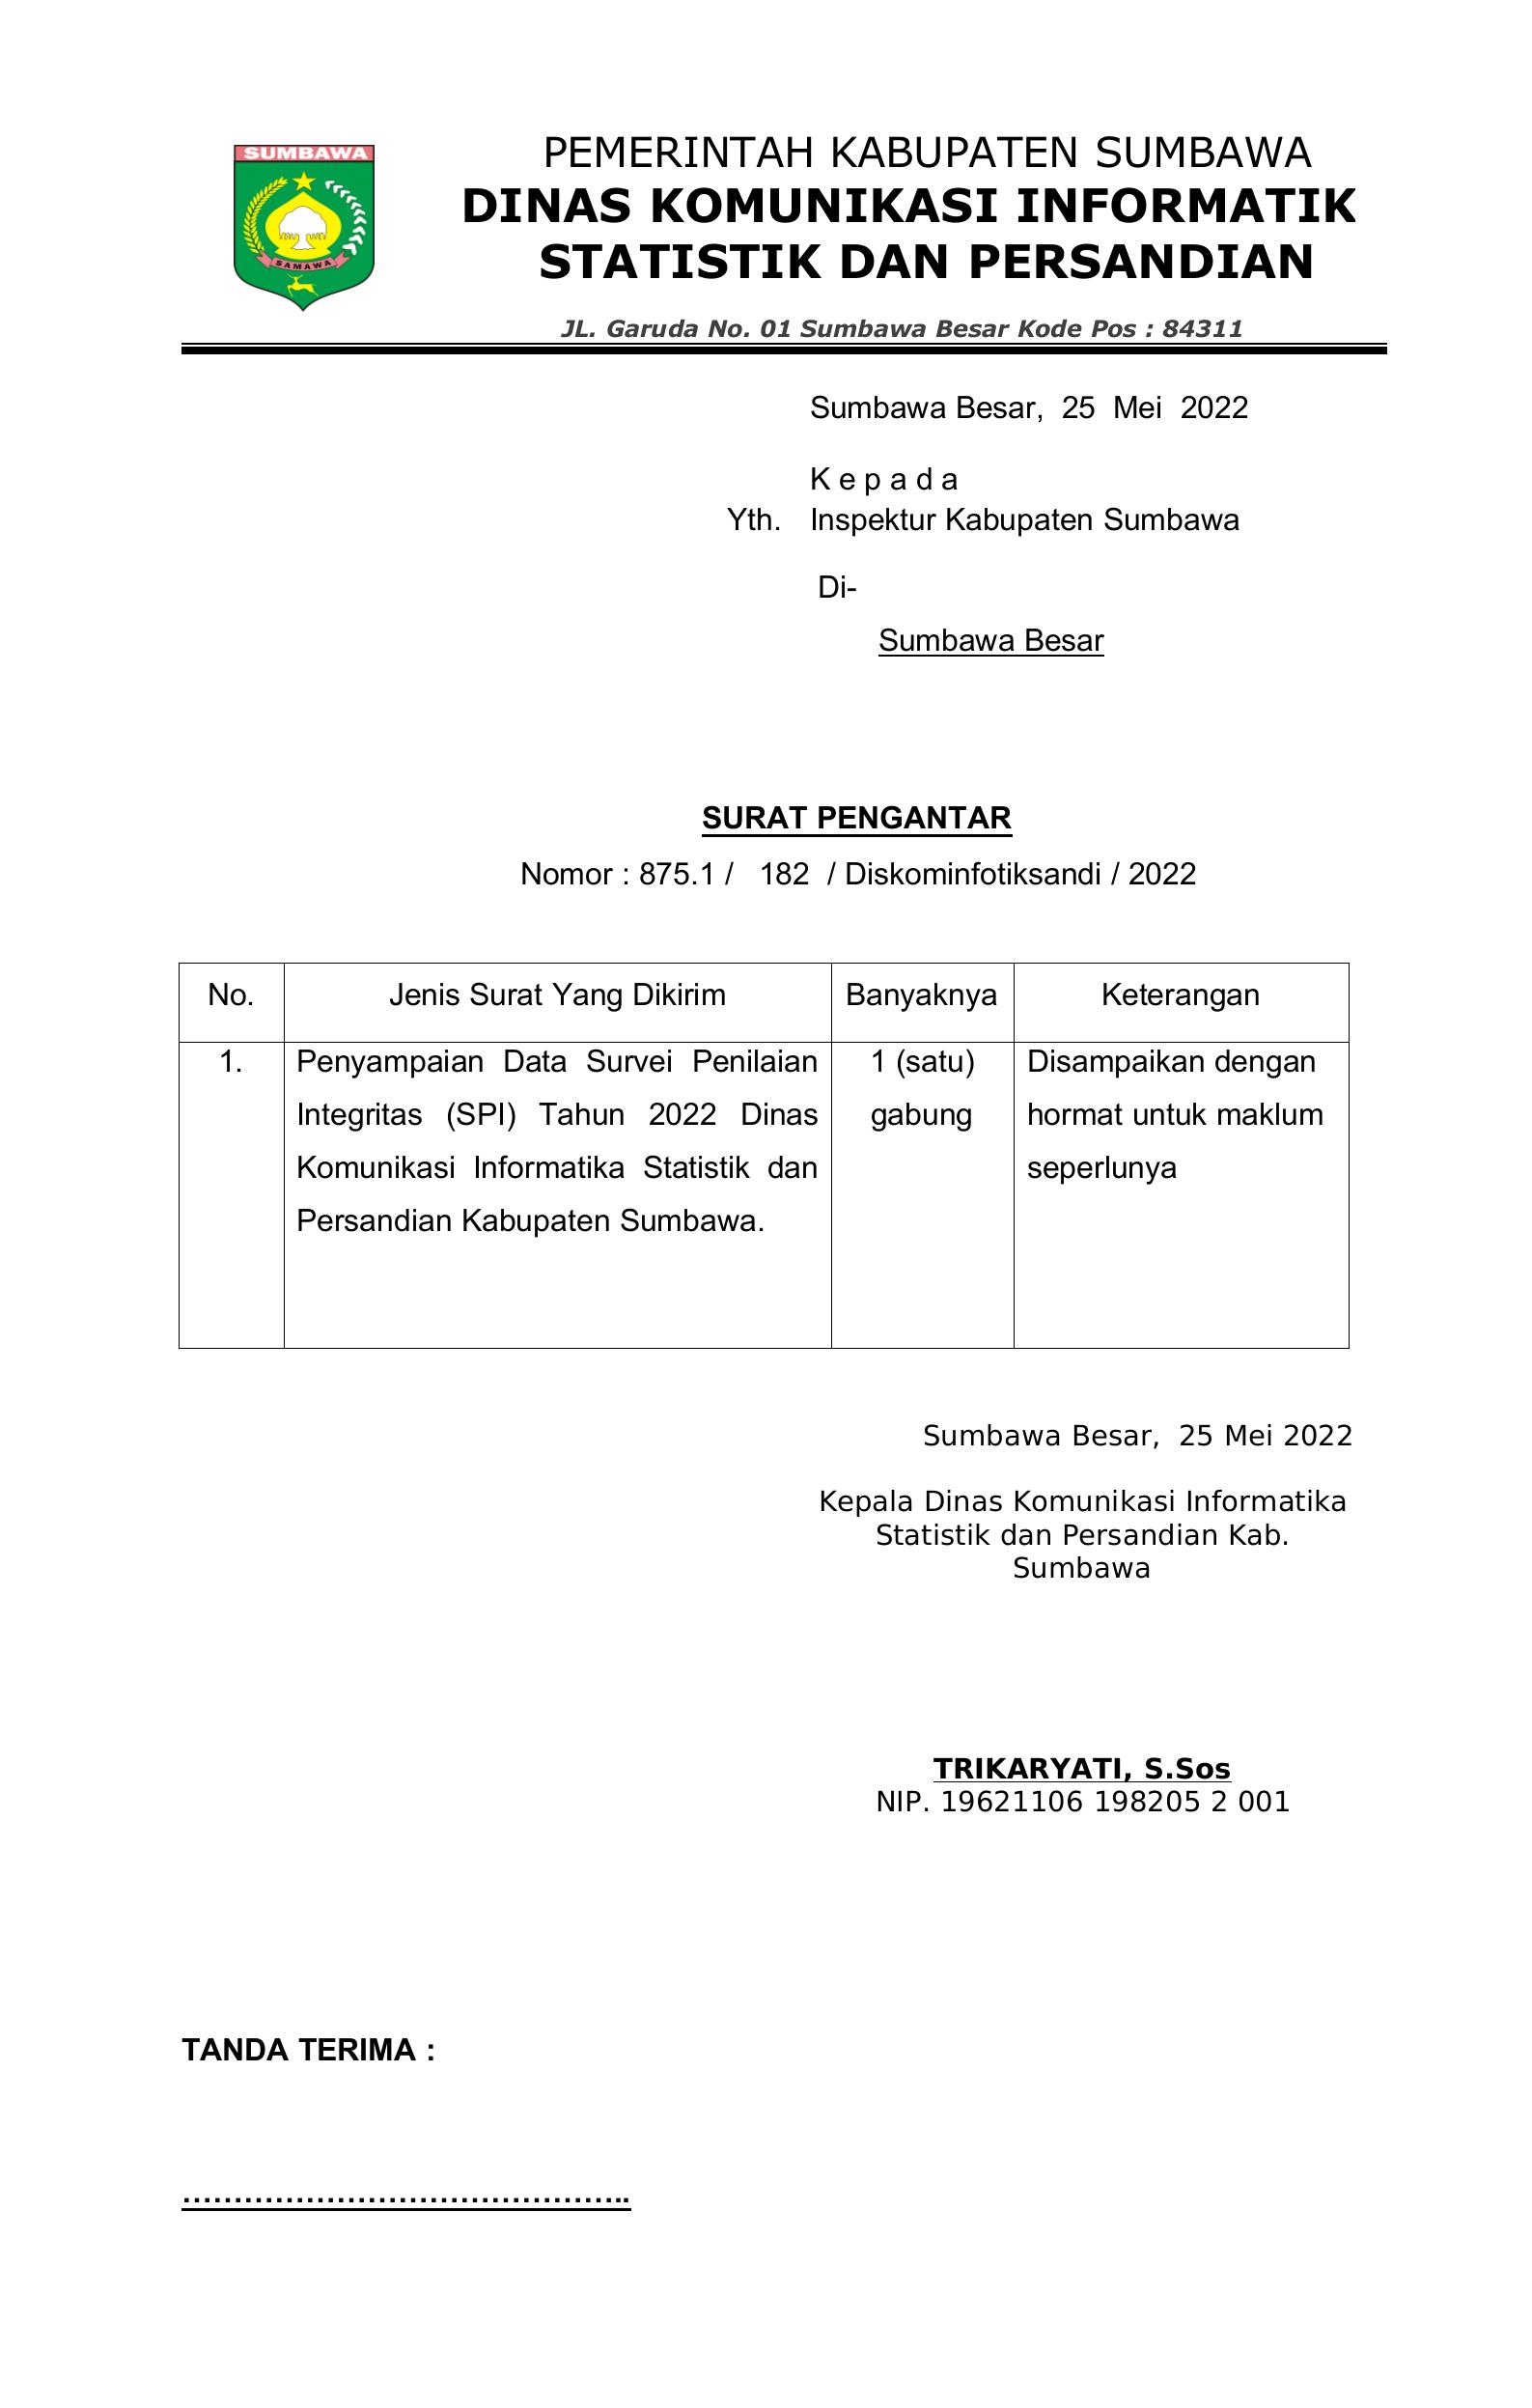 SUMBAWA
SAMAWA
PEMERINTAH KABUPATEN SUMBAWA
DINAS KOMUNIKASI INFORMATIK
STATISTIK DAN PERSANDIAN
JL. Garuda No. 01 Sumbawa Besar Kode Pos : 84311
Sumbawa Besar, 25 Mei 2022
K e p a d a
Yth. Inspektur Kabupaten Sumbawa
Di-
Sumbawa Besar
SURAT PENGANTAR
Nomor : 875.1 / 182 / Diskominfotiksandi / 2022
No. Jenis Surat Yang Dikirim Banyaknya Keterangan
1. Penyampaian Data Survei Penilaian 1 (satu) Disampaikan dengan
Integritas (SPI) Tahun 2022 Dinas gabung hormat untuk maklum
Komunikasi Informatika Statistik dan seperlunya
Persandian Kabupaten Sumbawa.
Sumbawa Besar, 25 Mei 2022
Kepala Dinas Komunikasi Informatika
Statistik dan Persandian Kab.
Sumbawa
TRIKARYATI, S.Sos
NIP. 19621106 198205 2 001
TANDA TERIMA :
……………………………………..